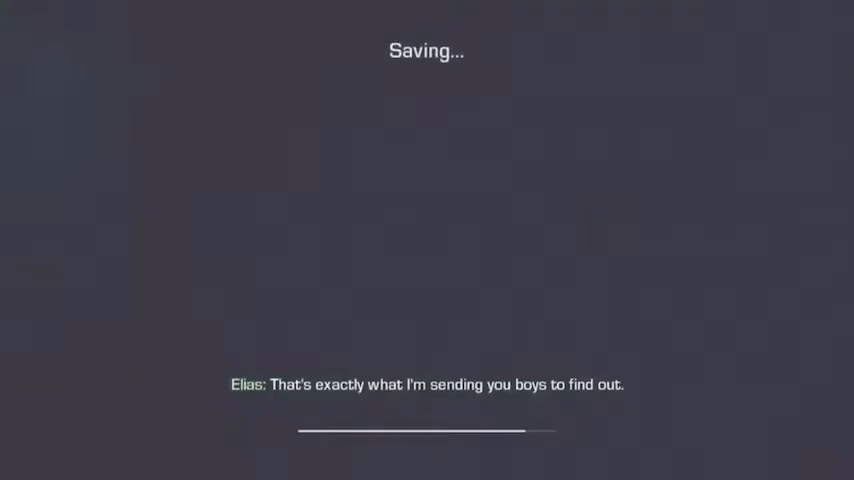 Saving...
Elias: That's exactly what I'm sending you boys to find out.